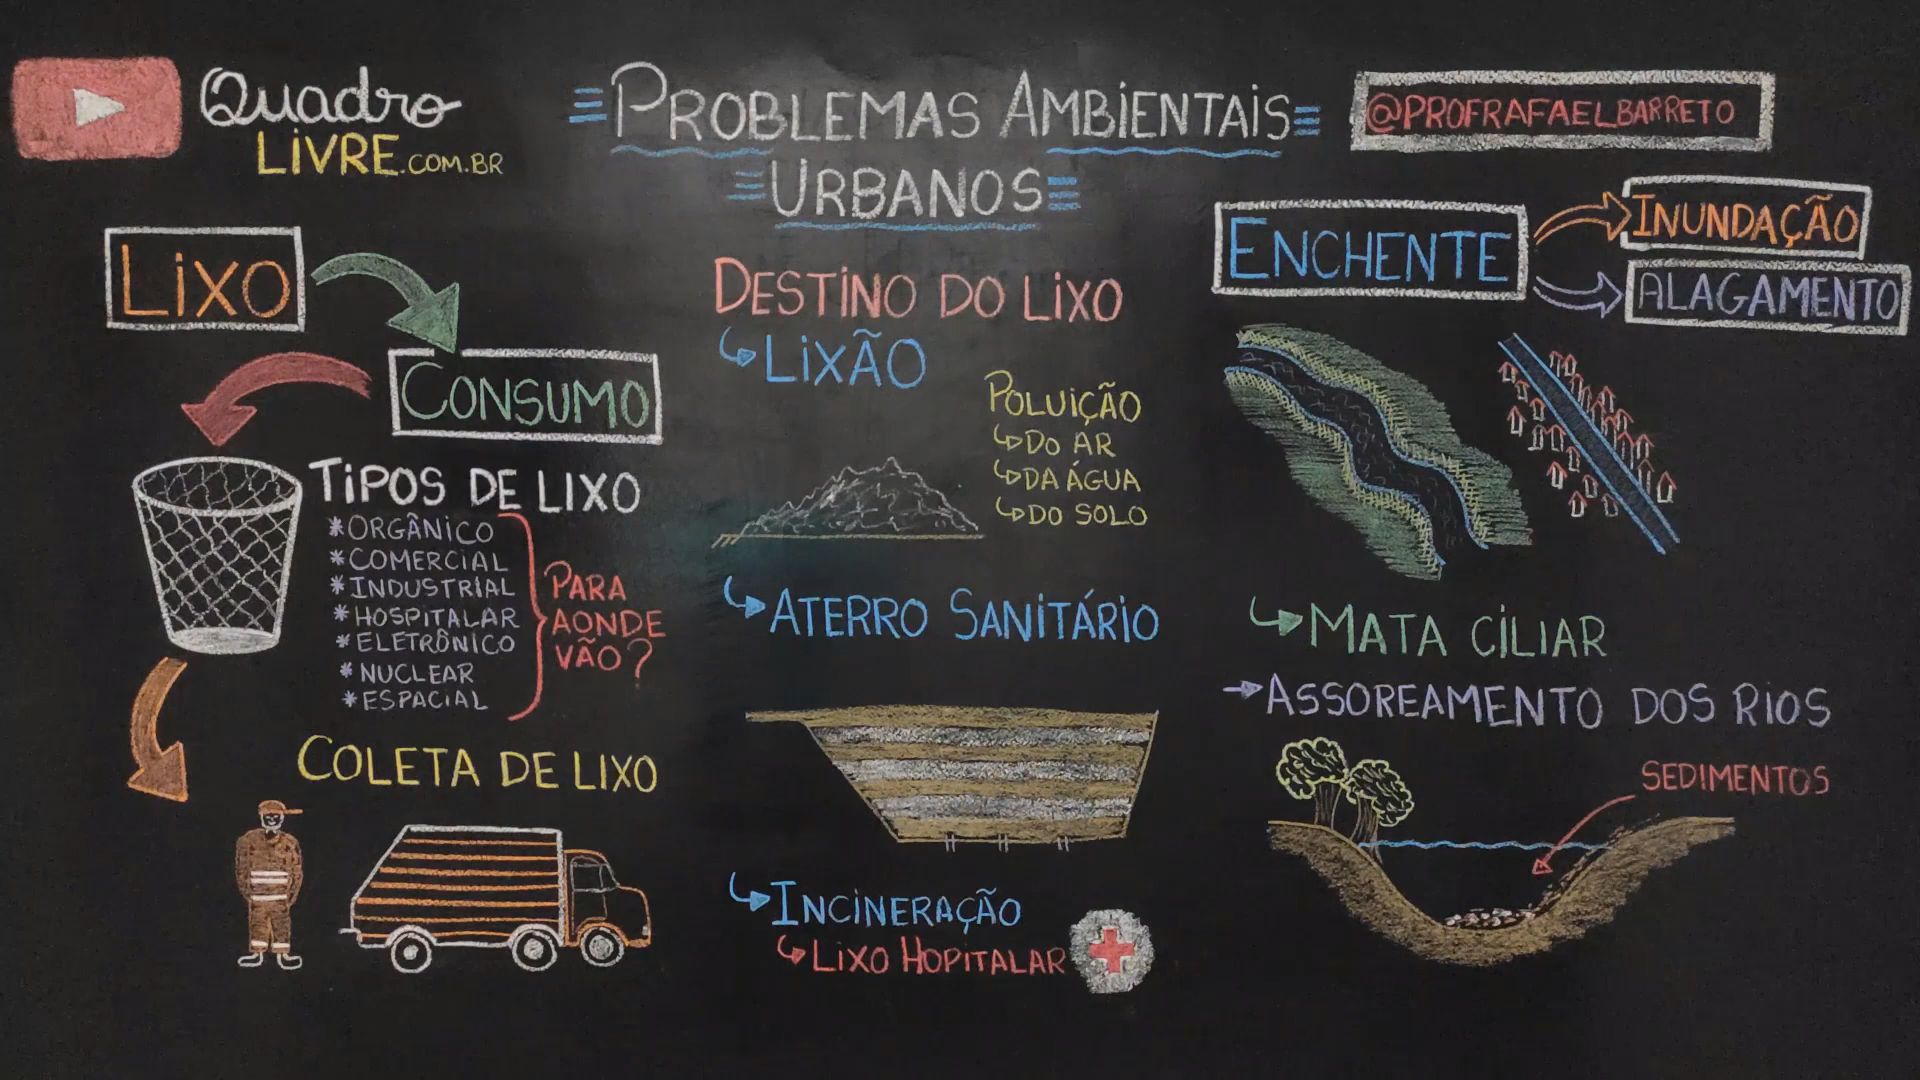 Quadro
LIVRE.COM.BR
PROBLEMAS AMBIENTAIS
URBANOS
@PROFRAFAELBARRETO
LIXO
CONSUMO
TIPOS DE LIXO
*ORGÂNICO
*COMERCIAL
*INDUSTRIAL
*HOSPITALAR
*ELETRÔNICO
*NUCLEAR
*ESPACIAL
PARA
AONDE
VÃO?
COLETA DE LIXO
DESTINO DO LIXO
LIXÃO
POLUIÇÃO
DO AR
DA ÁGUA
DO SOLO
ATERRO SANITÁRIO
INCINERAÇÃO
LIXO HOPITALAR
ENCHENTE
INUNDAÇÃO
ALAGAMENTO
MATA CILIAR
ASSOREAMENTO DOS RIOS
SEDIMENTOS